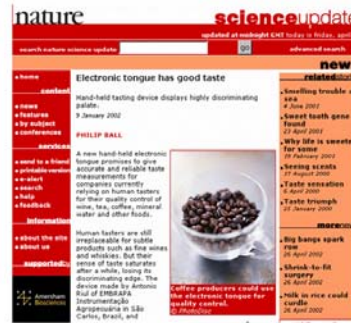 nature
scienceupdate
updated at midnight GMT today is friday, april
search nature science update
go
advanced search
news
home
content
news
features
by subject
conferences
services
send to a friend
printable version
e-alert
search
help
feedback
information
about the site
about us
supported
Amersham
Biosciences
Electronic tongue has good taste
Hand-held tasting device displays highly discriminating
palate.
9 January 2002
PHILIP BALL
A new hand-held electronic
tongue promises to give
accurate and reliable taste
measurements for
companies currently
relying on human tasters
for their quality control of
wine, tea, coffee, mineral
water and other foods.
Human tasters are still
irreplaceable for subtle
products such as fine wines
and whiskies. But their
sense of taste saturates
after a while, losing its
discriminating edge. The
device made by Antonio
Riul of EMBRAPA
Instrumentação
Agropecuária in São
Carlos, Brazil, and
Coffee producers could use
the electronic tongue for
quality control.
© PhotoDisc
related
Smelling trouble
sea
4 June 2001
Sweet tooth gene
found
23 April 2001
Why life is sweeter
for some
Seeing scents
31 August 2000
Taste sensation
Taste triumph
25 January 2000
more
Big bangs spark
row
26 April 2002
Shrink-to-fit
surgery
26 April 2002
Milk in rice could
curdle
26 April 2002